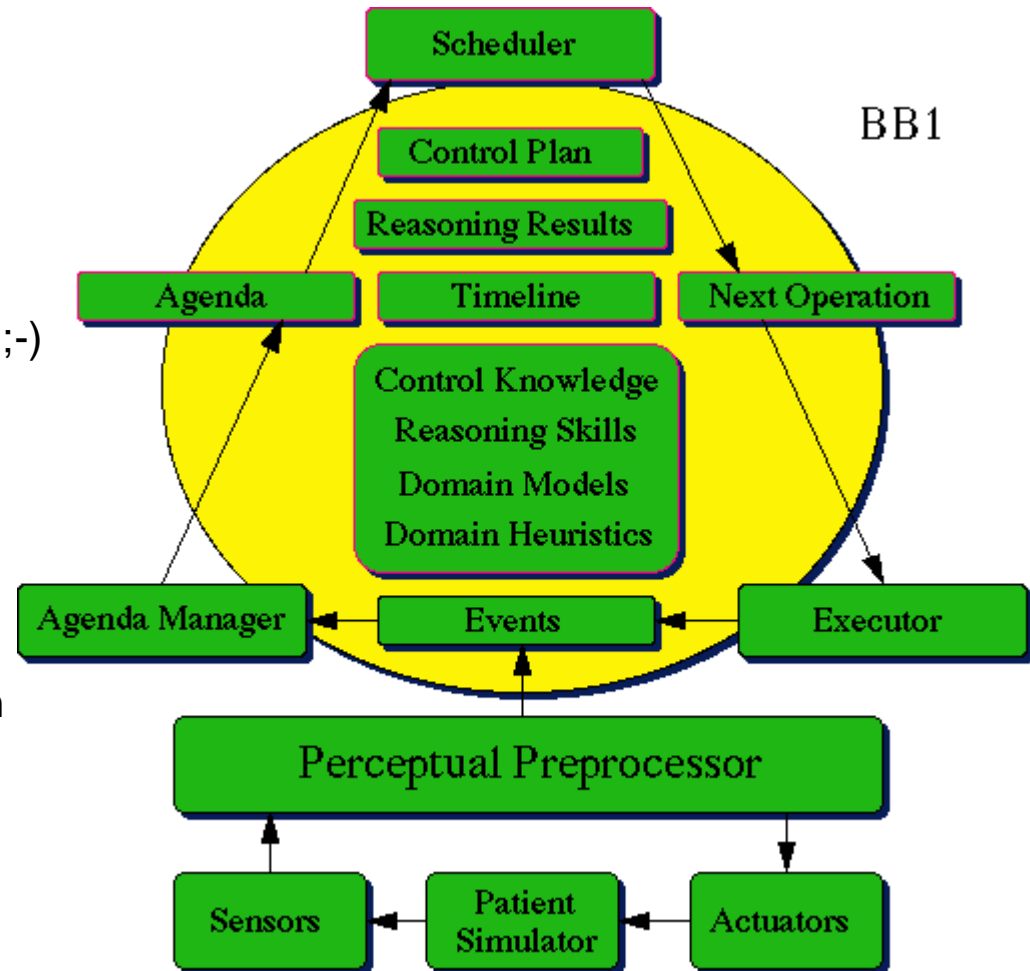 Scheduler
BB1
Control Plan
Reasoning Results
Agenda
Timeline
Next Operation
;-)
Control Knowledge
Reasoning Skills
Domain Models
Domain Heuristics
Agenda Manager
Events
Executor
Perceptual Preprocessor
Sensors
Patient
Simulator
Actuators